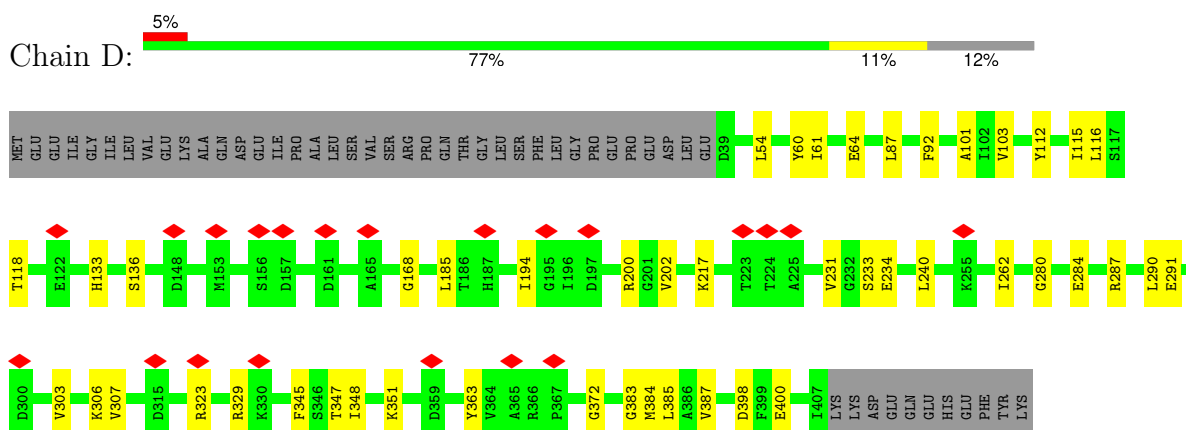 5%
Chain D:
77% 11% 12%
MET GLU GLU ILE GLY ILE LEU VAL GLU LYS ALA GLN ASP GLU ILE PRO ALA LEU SER VAL SER ARG PRO GLN THR GLY LEU SER PHE LEU GLY PRO GLU PRO GLU ASP LEU GLU D39 L54 Y60 I61 E64 L87 F92 A101 I102 V103 Y112 I115 L116 S117
T118 E122 H133 S136 D148 M153 S156 D157 D161 A165 G168 L185 T186 H187 I194 G195 I196 D197 R200 G201 V202 K217 T223 T224 A225 V231 G232 S233 E234 L240 K255 I262 G280 E284 R287 L290 E291
D300 V303 K306 V307 D315 R323 R329 K330 F345 S346 T347 I348 K351 D359 Y363 V364 A365 R366 P367 G372 G383 M384 L385 A386 V387 D398 F399 E400 I407 LYS LYS ASP GLU GLN GLU HIS GLU PHE TYR LYS